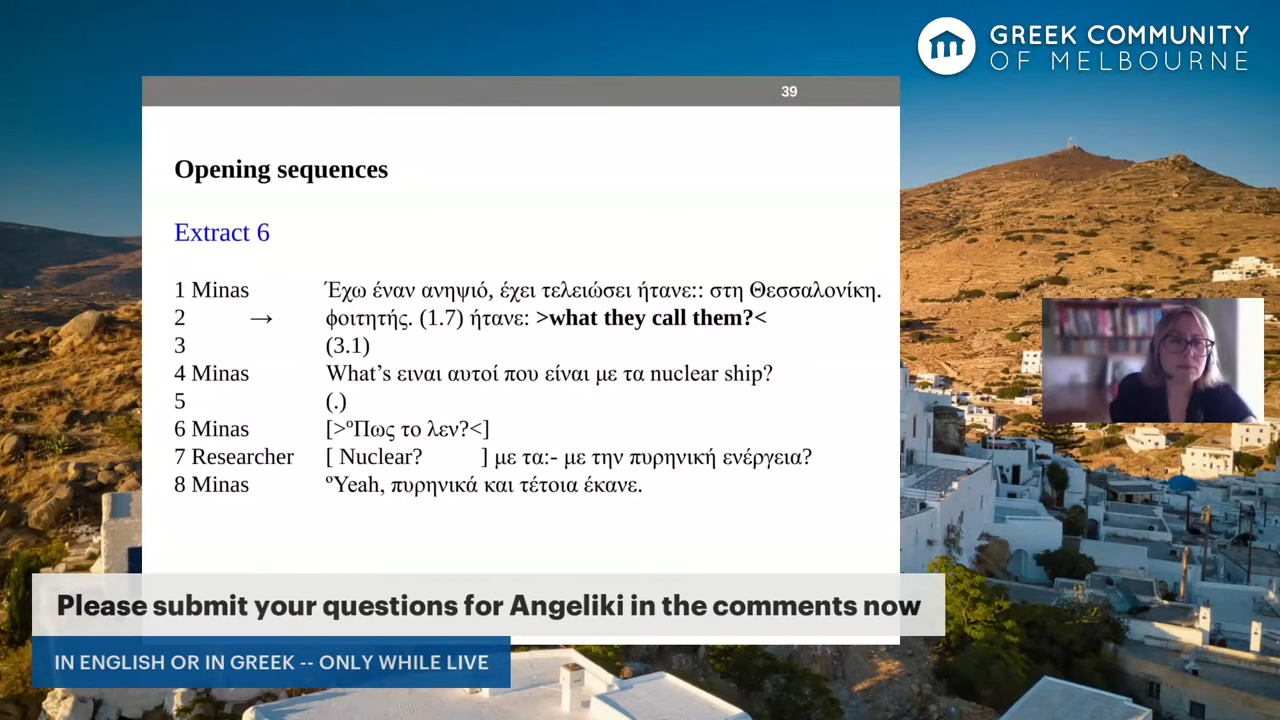 GREEK COMMUNITY
OF MELBOURNE
39
Opening sequences
Extract 6
1 Minas Έχω έναν ανηψιό, έχει τελειώσει ήτανε:: στη Θεσσαλονίκη.
2 → φοιτητής. (1.7) ήτανε: >what they call them?<
3 (3.1)
4 Minas What’s ειναι αυτοί που είναι με τα nuclear ship?
5 (.)
6 Minas [>ºΠως το λεν?<]
7 Researcher [ Nuclear? ] με τα:- με την πυρηνική ενέργεια?
8 Minas ºYeah, πυρηνικά και τέτοια έκανε.
Please submit your questions for Angeliki in the comments now
IN ENGLISH OR IN GREEK -- ONLY WHILE LIVE